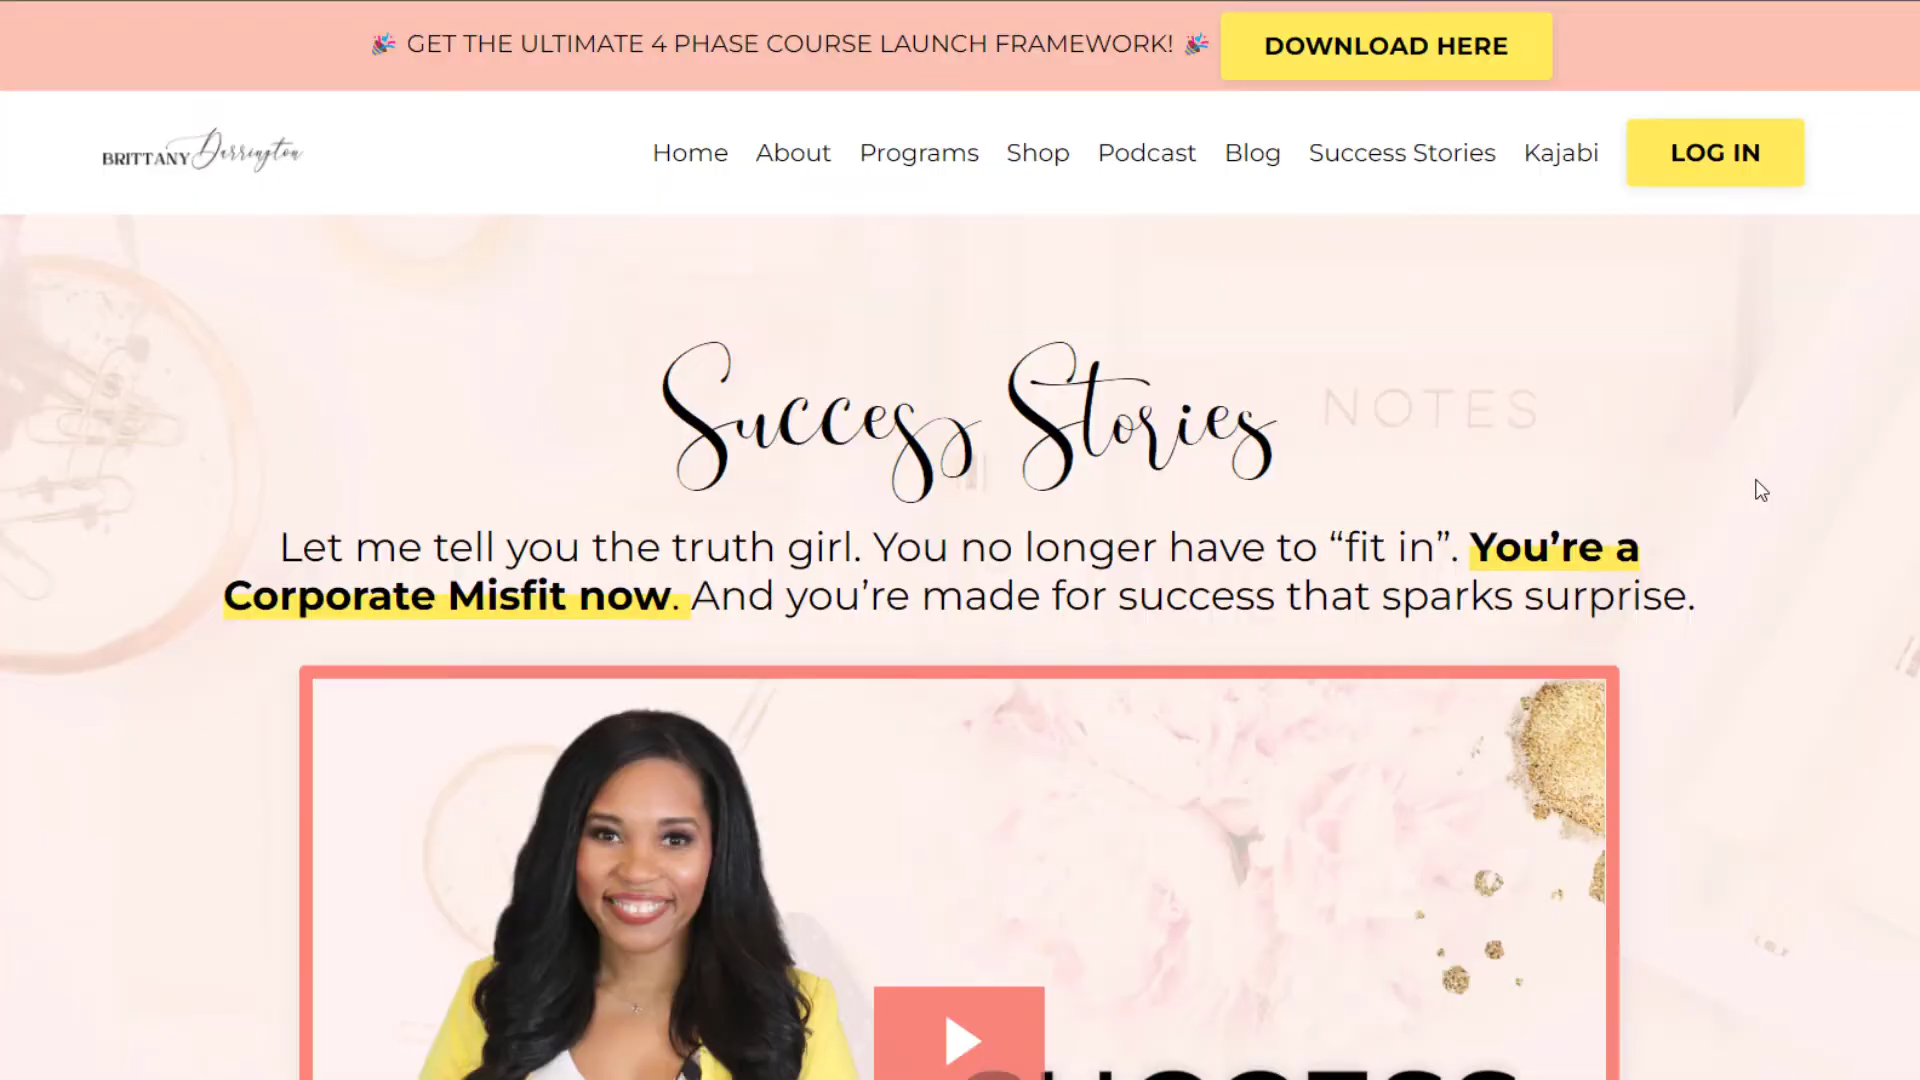 🎉 GET THE ULTIMATE 4 PHASE COURSE LAUNCH FRAMEWORK! 🎉 DOWNLOAD HERE
BRITTANY Darrington
Home About Programs Shop Podcast Blog Success Stories Kajabi LOG IN
NOTES
Success Stories
Let me tell you the truth girl. You no longer have to “fit in”. You’re a
Corporate Misfit now. And you’re made for success that sparks surprise.
SUCCESS